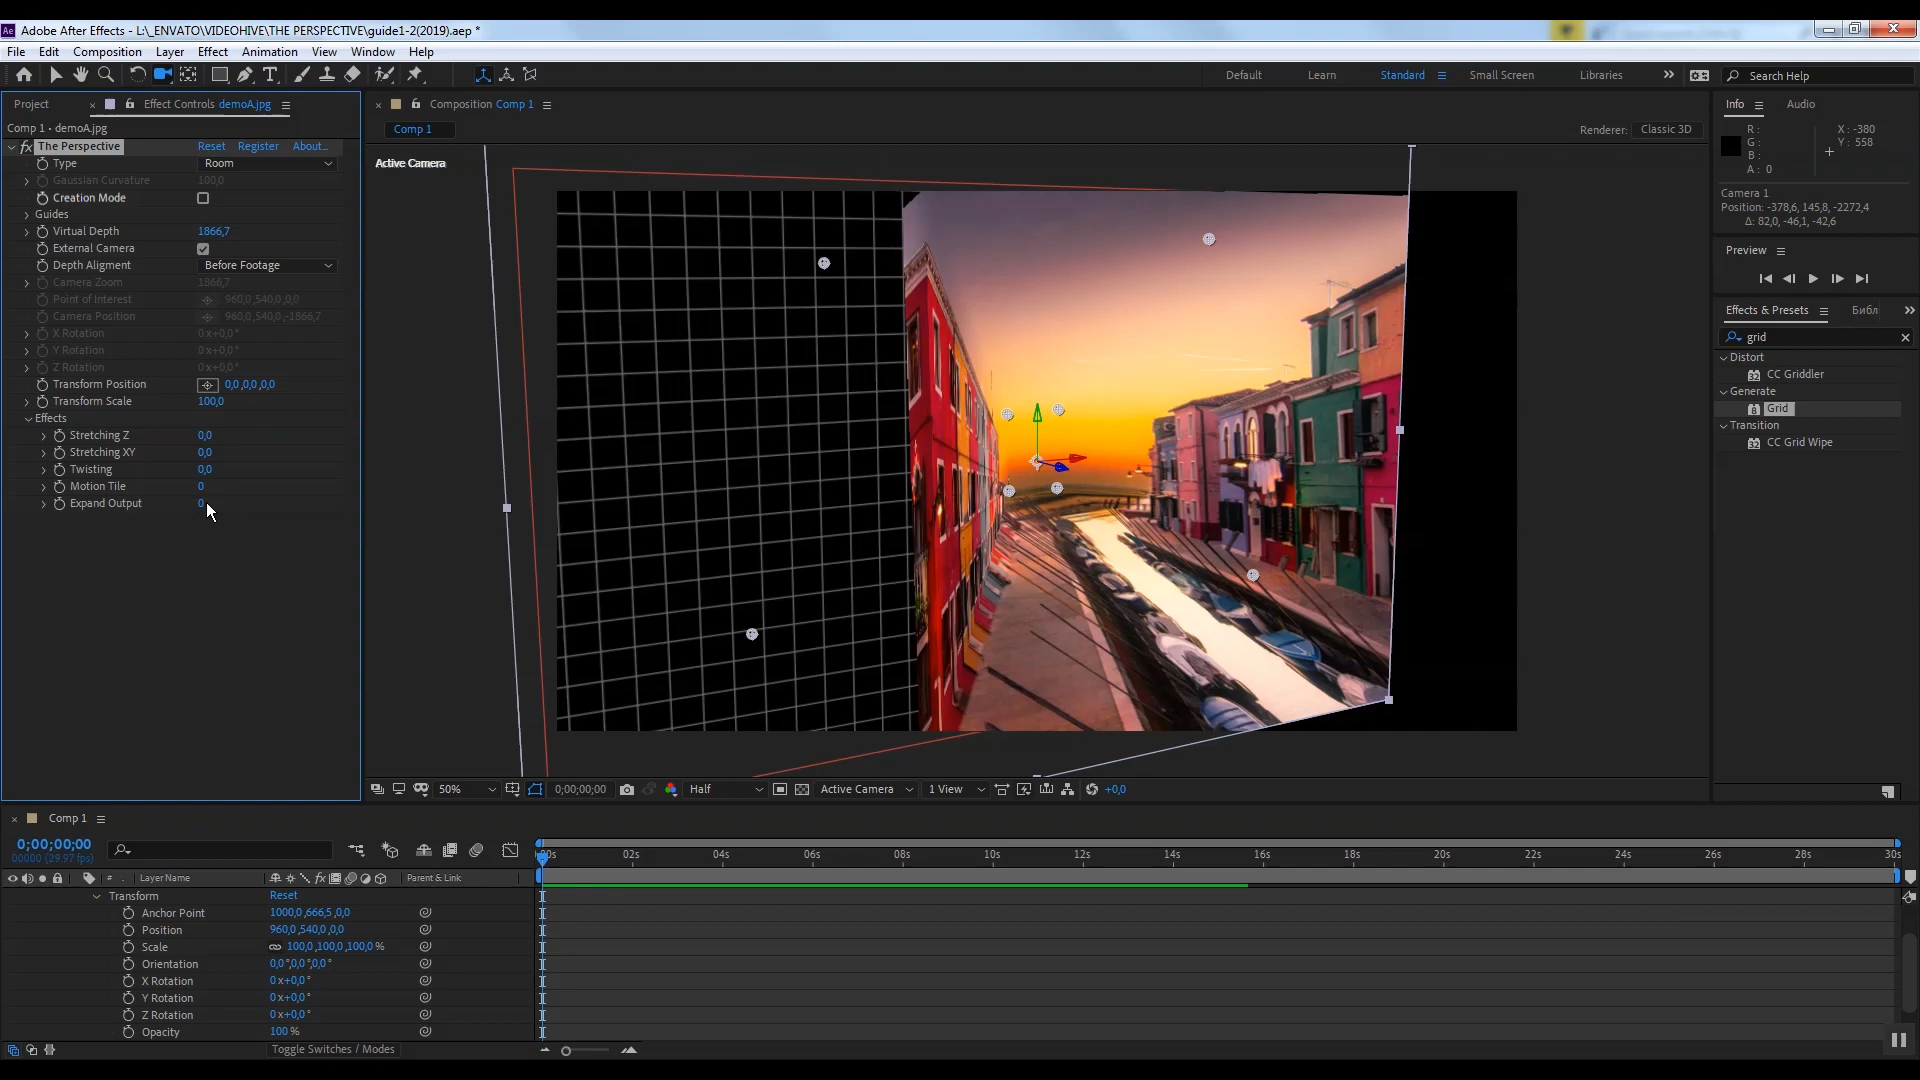 Adobe After Effects - L:\_ENVATO\VIDEOHIVE\THE PERSPECTIVE\guide1-2(2019).aep *
File Edit Composition Layer Effect Animation View Window Help
Default Learn Standard Small Screen Libraries Search Help
Project Effect Controls demoA.jpg
Comp 1 • demoA.jpg
fx The Perspective Reset Register About...
Type Room
Gaussian Curvature 100,0
Creation Mode
Guides
Virtual Depth 1866,7
External Camera
Depth Aligment Before Footage
Camera Zoom 1866,7
Point of Interest 960,0,540,0,0,0
Camera Position 960,0,540,0,-1866,7
X Rotation 0x+0,0°
Y Rotation 0x+0,0°
Z Rotation 0x+0,0°
Transform Position 0,0,0,0,0,0
Transform Scale 100,0
Effects
Stretching Z 0,0
Stretching XY 0,0
Twisting 0,0
Motion Tile 0
Expand Output 0
Composition Comp 1
Comp 1
Renderer: Classic 3D
Active Camera
50% 0;00;00;00 Half Active Camera 1 View +0,0
Info Audio
R: X: -380
G: Y: 558
B:
A: 0
Camera 1
Position: -378,6, 145,8, -2272,4
Δ: 82,0, -46,1, -42,6
Preview
Effects & Presets Библ
grid
Distort
CC Griddler
Generate
Grid
Transition
CC Grid Wipe
Comp 1
0;00;00;00
00000 (29.97 fps)
02s 04s 06s 08s 10s 12s 14s 16s 18s 20s 22s 24s 26s 28s 30s
# Layer Name Parent & Link
Transform Reset
Anchor Point 1000,0,666,5,0,0
Position 960,0,540,0,0,0
Scale 100,0,100,0,100,0%
Orientation 0,0°,0,0°,0,0°
X Rotation 0x+0,0°
Y Rotation 0x+0,0°
Z Rotation 0x+0,0°
Opacity 100%
Toggle Switches / Modes